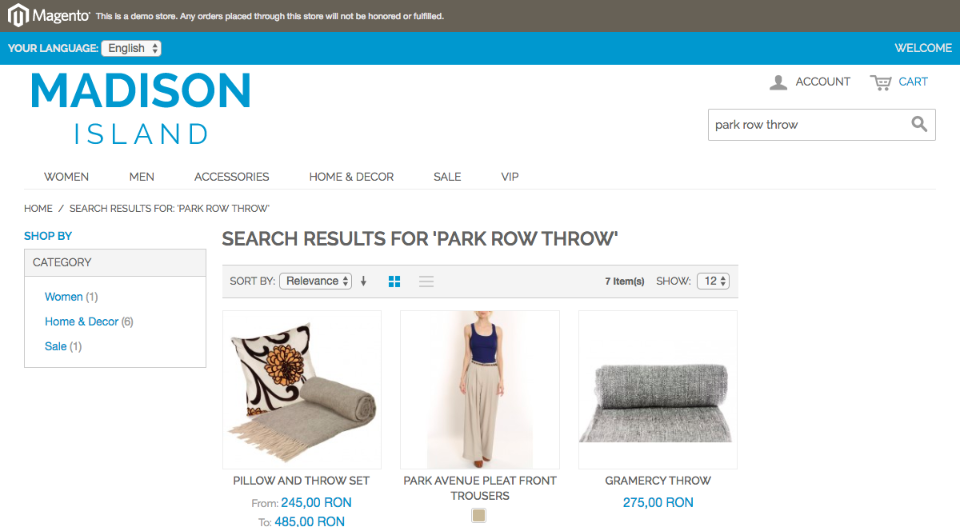 Magento This is a demo store. Any orders placed through this store will not be honored or fulfilled.
YOUR LANGUAGE: English WELCOME
MADISON
ISLAND
ACCOUNT CART
park row throw
WOMEN MEN ACCESSORIES HOME & DECOR SALE VIP
HOME / SEARCH RESULTS FOR: 'PARK ROW THROW'
SHOP BY
CATEGORY
Women (1)
Home & Decor (6)
Sale (1)
SEARCH RESULTS FOR 'PARK ROW THROW'
SORT BY: Relevance 7 Item(s) SHOW: 12
PILLOW AND THROW SET
From: 245,00 RON
To: 485,00 RON
PARK AVENUE PLEAT FRONT
TROUSERS
GRAMERCY THROW
275,00 RON